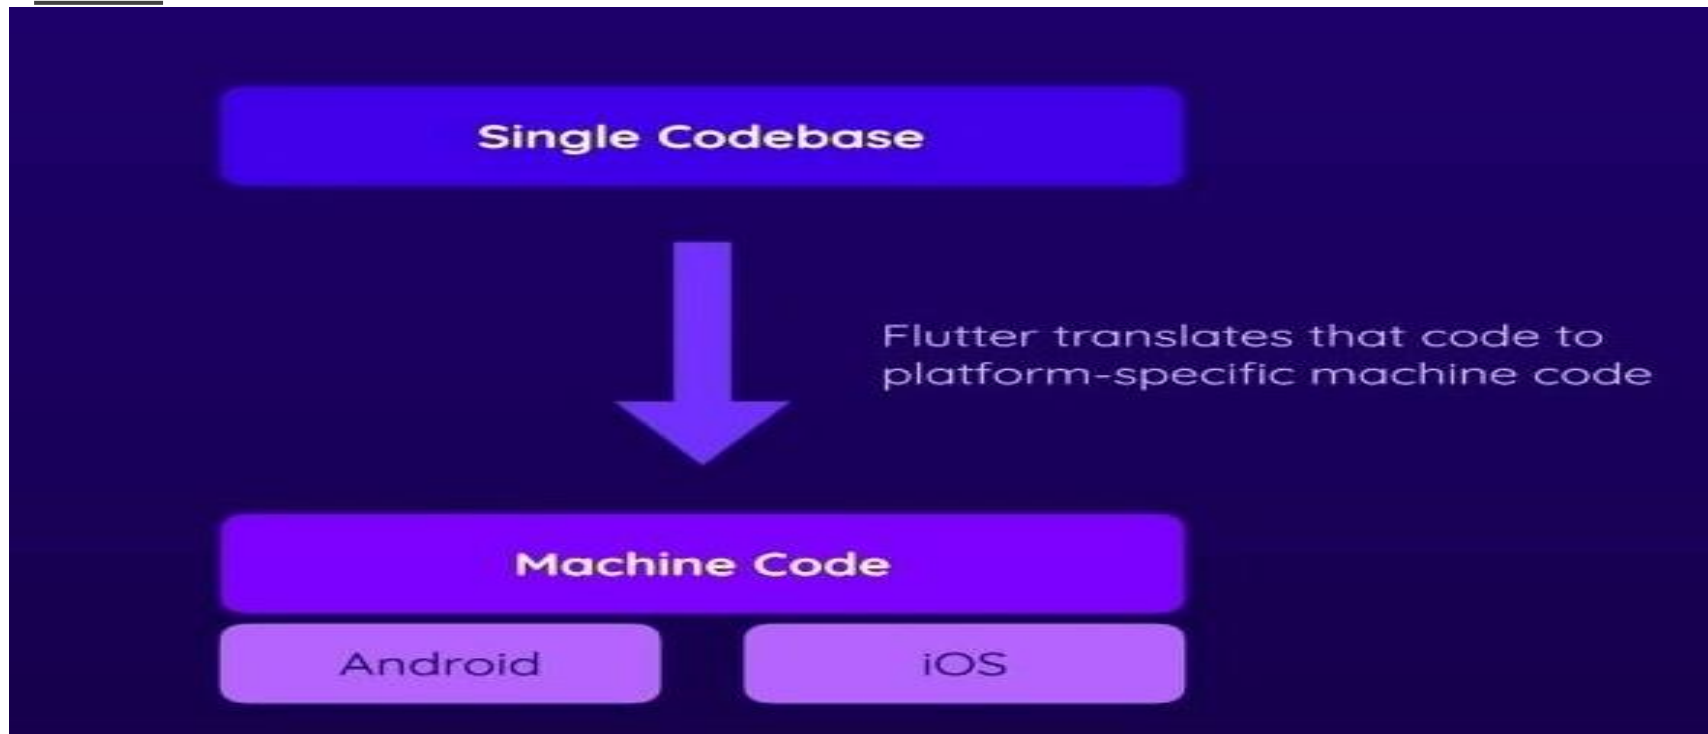 Single Codebase
Flutter translates that code to
platform-specific machine code
Machine Code
Android
iOS